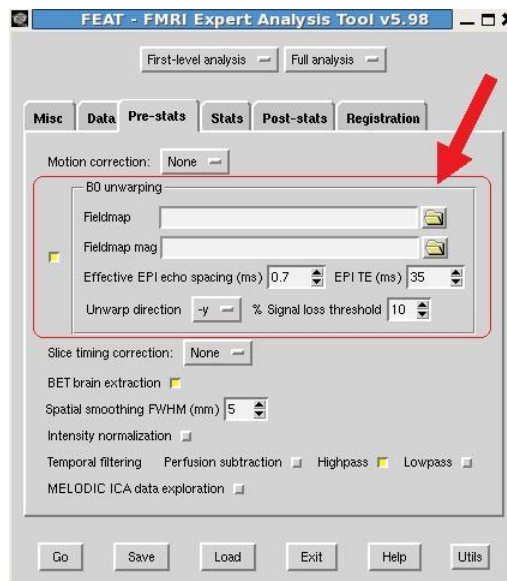 FEAT - FMRI Expert Analysis Tool v5.98
First-level analysis Full analysis
Misc Data Pre-stats Stats Post-stats Registration
Motion correction: None
B0 unwarping
Fieldmap
Fieldmap mag
Effective EPI echo spacing (ms) 0.7 EPI TE (ms) 35
Unwarp direction -y % Signal loss threshold 10
Slice timing correction: None
BET brain extraction
Spatial smoothing FWHM (mm) 5
Intensity normalization
Temporal filtering Perfusion subtraction Highpass Lowpass
MELODIC ICA data exploration
Go Save Load Exit Help Utils